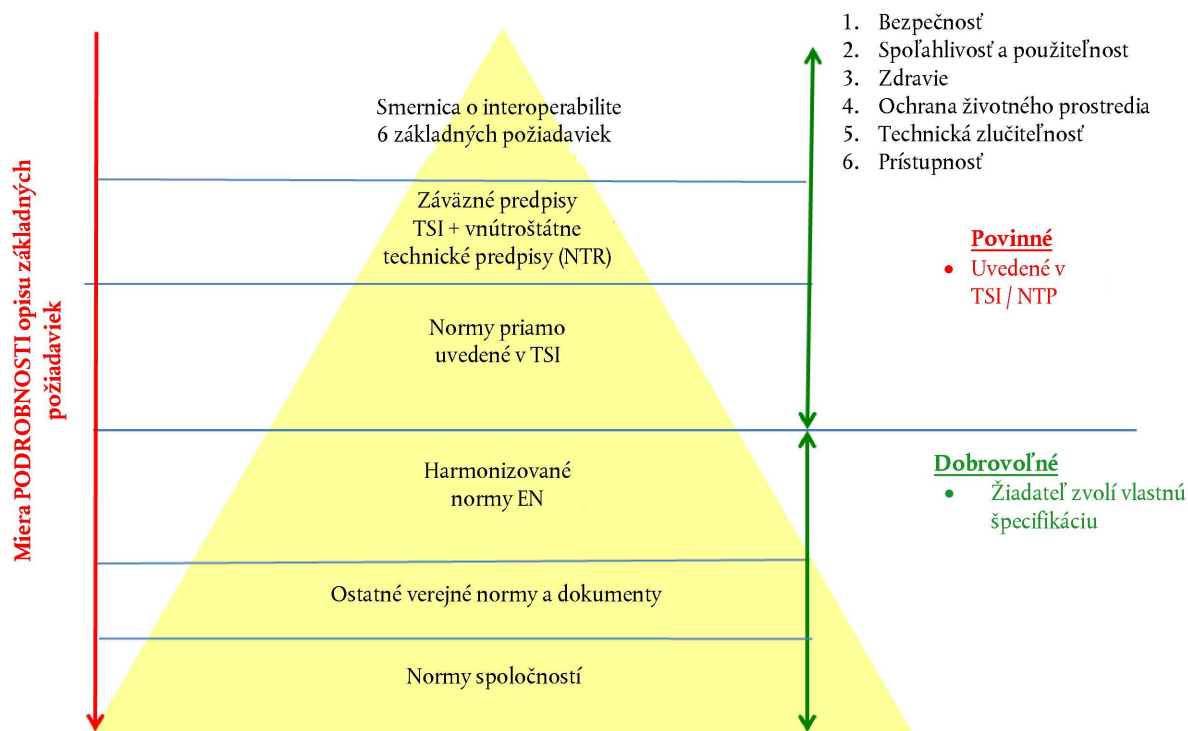 Miera PODROBNOSTI opisu základných
požiadaviek
Smernica o interoperabilite
6 základných požiadaviek
Záväzné predpisy
TSI + vnútroštátne
technické predpisy (NTR)
Normy priamo
uvedené v TSI
Harmonizované
normy EN
Ostatné verejné normy a dokumenty
Normy spoločností
1. Bezpečnosť
2. Spoľahlivosť a použiteľnost
3. Zdravie
4. Ochrana životného prostredia
5. Technická zlučiteľnosť
6. Prístupnosť
Povinné
• Uvedené v
TSI / NTP
Dobrovoľné
• Žiadateľ zvolí vlastnú
špecifikáciu